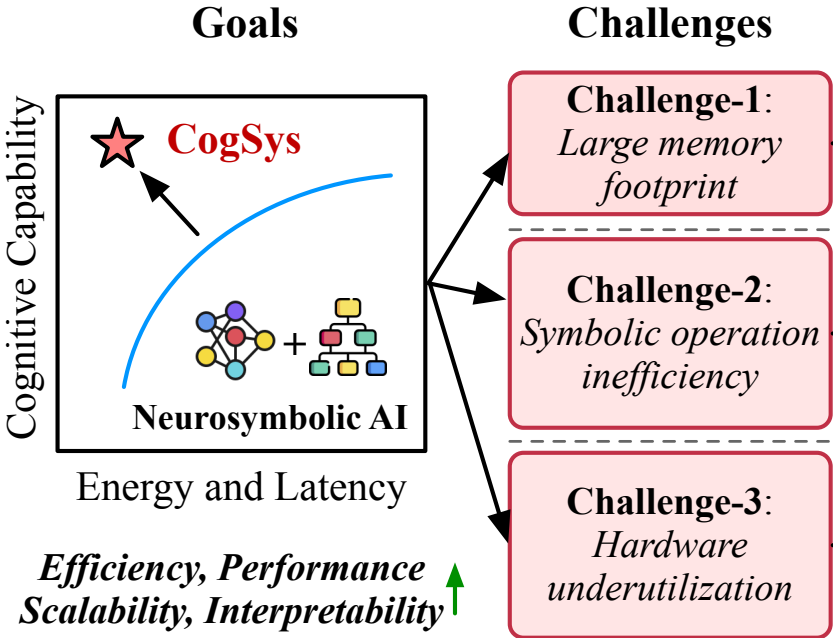 Goals
Cognitive Capability
CogSys
+
Neurosymbolic AI
Energy and Latency
Efficiency, Performance
Scalability, Interpretability
Challenges
Challenge-1:
Large memory
footprint
Challenge-2:
Symbolic operation
inefficiency
Challenge-3:
Hardware
underutilization